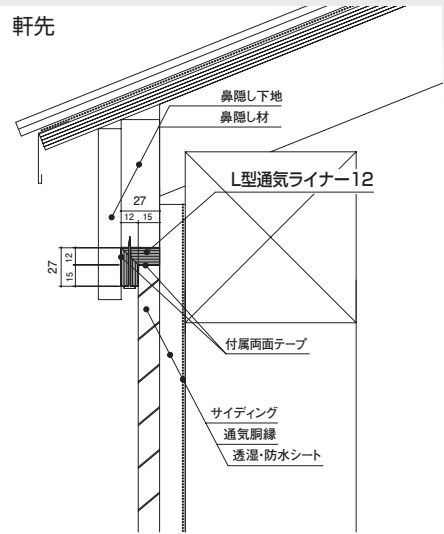 軒先
鼻隠し下地
鼻隠し材
L型通気ライナー12
27
12 15
27
12
15
付属両面テープ
サイディング
通気胴縁
透湿・防水シート